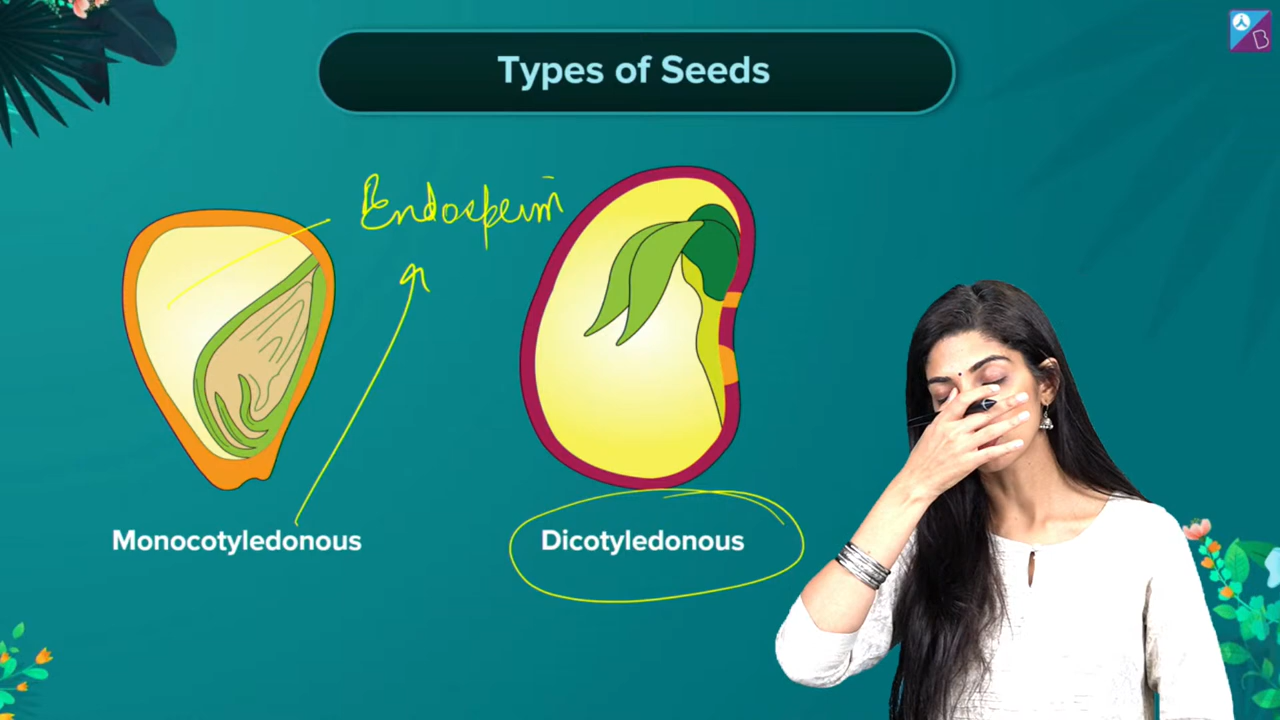 Types of Seeds
Endosperm
Monocotyledonous
Dicotyledonous
B